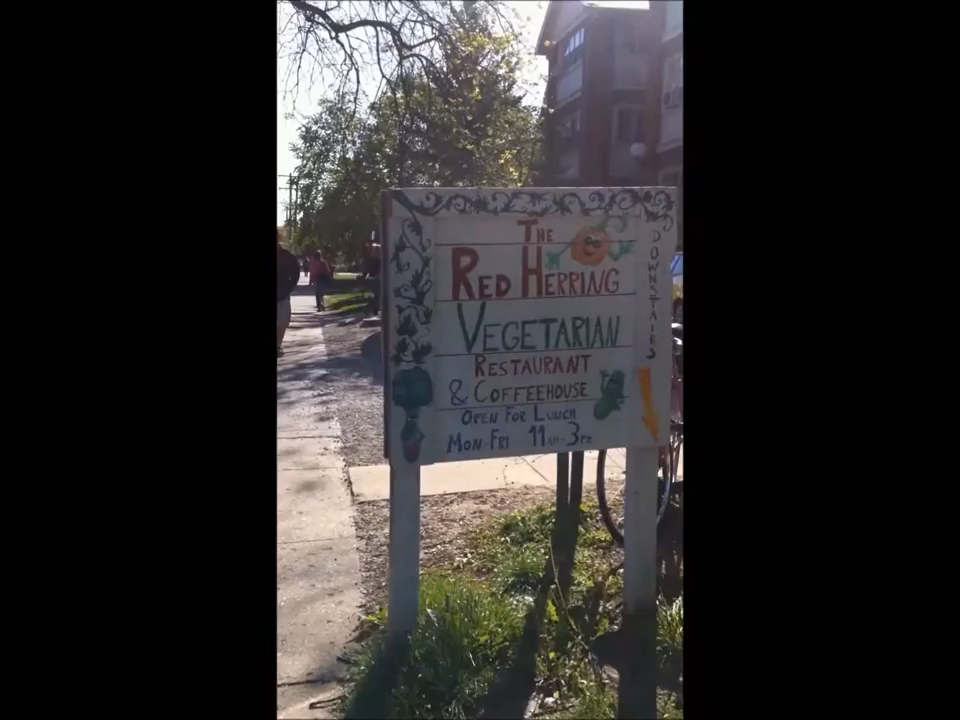 THE
RED HERRING
VEGETARIAN
RESTAURANT
& COFFEEHOUSE
OPEN FOR LUNCH
MON-FRI 11AM-3PM
DOWNSTAIRS